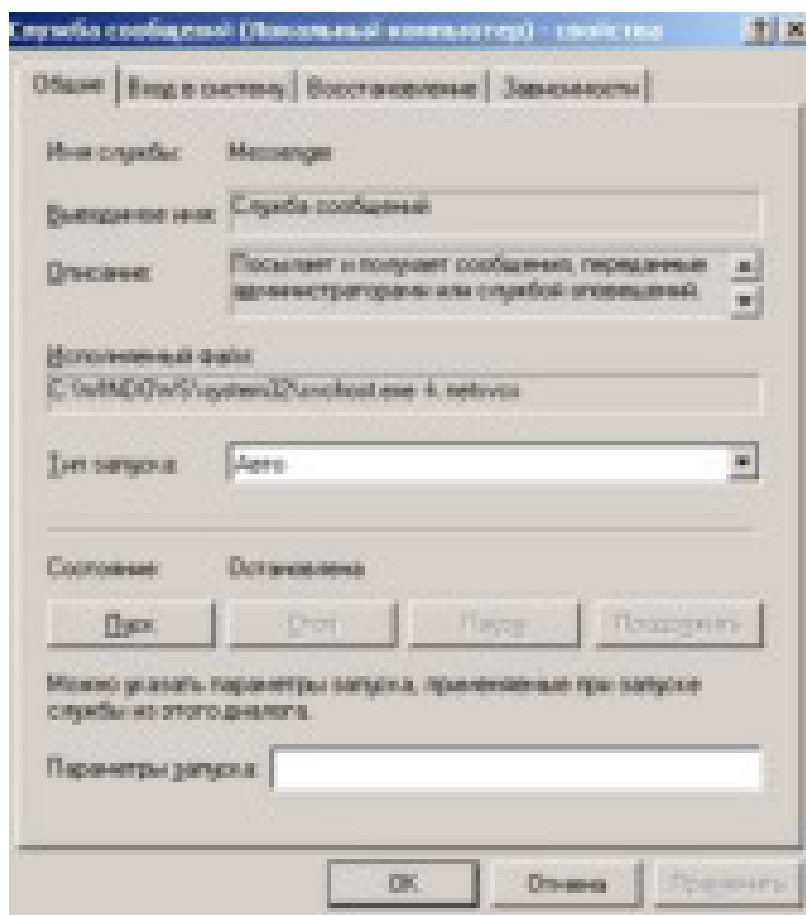 Служба сообщений (Локальный компьютер) - свойства
Общие Вход в систему Восстановление Зависимости
Имя службы: Messenger
Выводимое имя: Служба сообщений
Описание: Посылает и получает сообщения, переданные
администраторами или службой оповещений.
Исполняемый файл:
C:\WINDOWS\system32\svchost.exe -k netsvcs
Тип запуска: Авто
Состояние: Остановлена
Пуск Стоп Пауза Продолжить
Можно указать параметры запуска, применяемые при запуске
службы из этого диалога.
Параметры запуска:
OK Отмена Применить